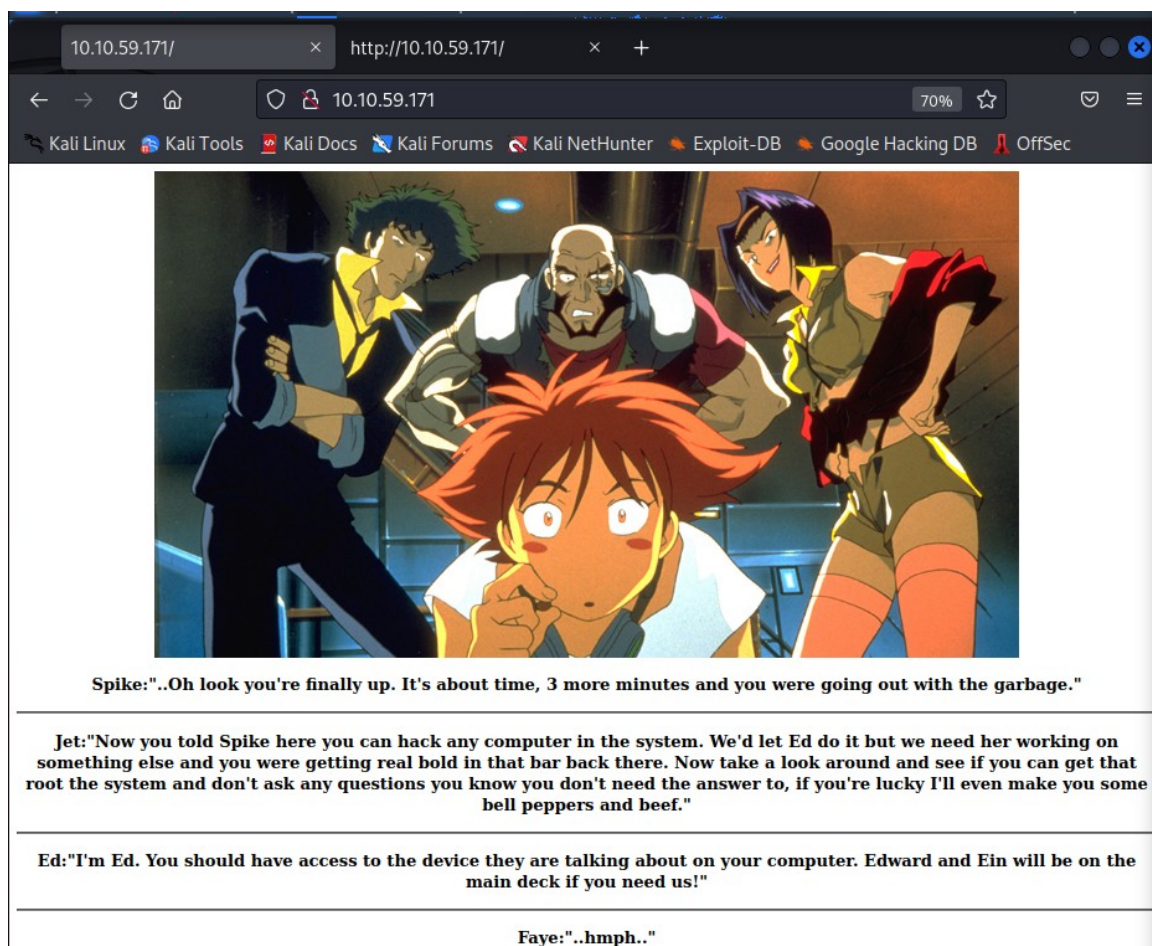 10.10.59.171/
http://10.10.59.171/
10.10.59.171
70%
Kali Linux Kali Tools Kali Docs Kali Forums Kali NetHunter Exploit-DB Google Hacking DB OffSec
Spike:"..Oh look you're finally up. It's about time, 3 more minutes and you were going out with the garbage."
Jet:"Now you told Spike here you can hack any computer in the system. We'd let Ed do it but we need her working on
something else and you were getting real bold in that bar back there. Now take a look around and see if you can get that
root the system and don't ask any questions you know you don't need the answer to, if you're lucky I'll even make you some
bell peppers and beef."
Ed:"I'm Ed. You should have access to the device they are talking about on your computer. Edward and Ein will be on the
main deck if you need us!"
Faye:"..hmph.."